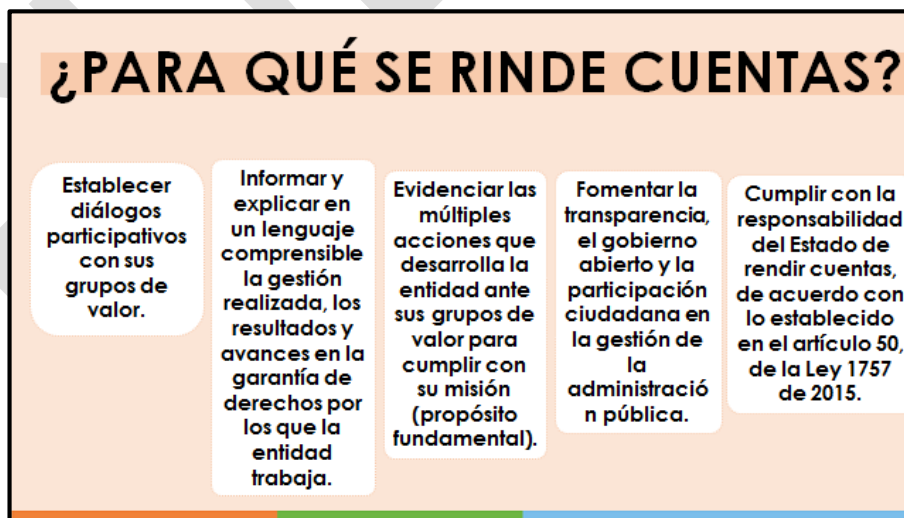 ¿PARA QUÉ SE RINDE CUENTAS?
Establecer
diálogos
participativos
con sus
grupos de
valor.
Informar y
explicar en
un lenguaje
comprensible
la gestión
realizada, los
resultados y
avances en la
garantía de
derechos por
los que la
entidad
trabaja.
Evidenciar las
múltiples
acciones que
desarrolla la
entidad ante
sus grupos de
valor para
cumplir con
su misión
(propósito
fundamental).
Fomentar la
transparencia,
el gobierno
abierto y la
participación
ciudadana en
la gestión de
la
administració
n pública.
Cumplir con la
responsabilidad
del Estado de
rendir cuentas,
de acuerdo con
lo establecido
en el artículo 50,
de la Ley 1757
de 2015.